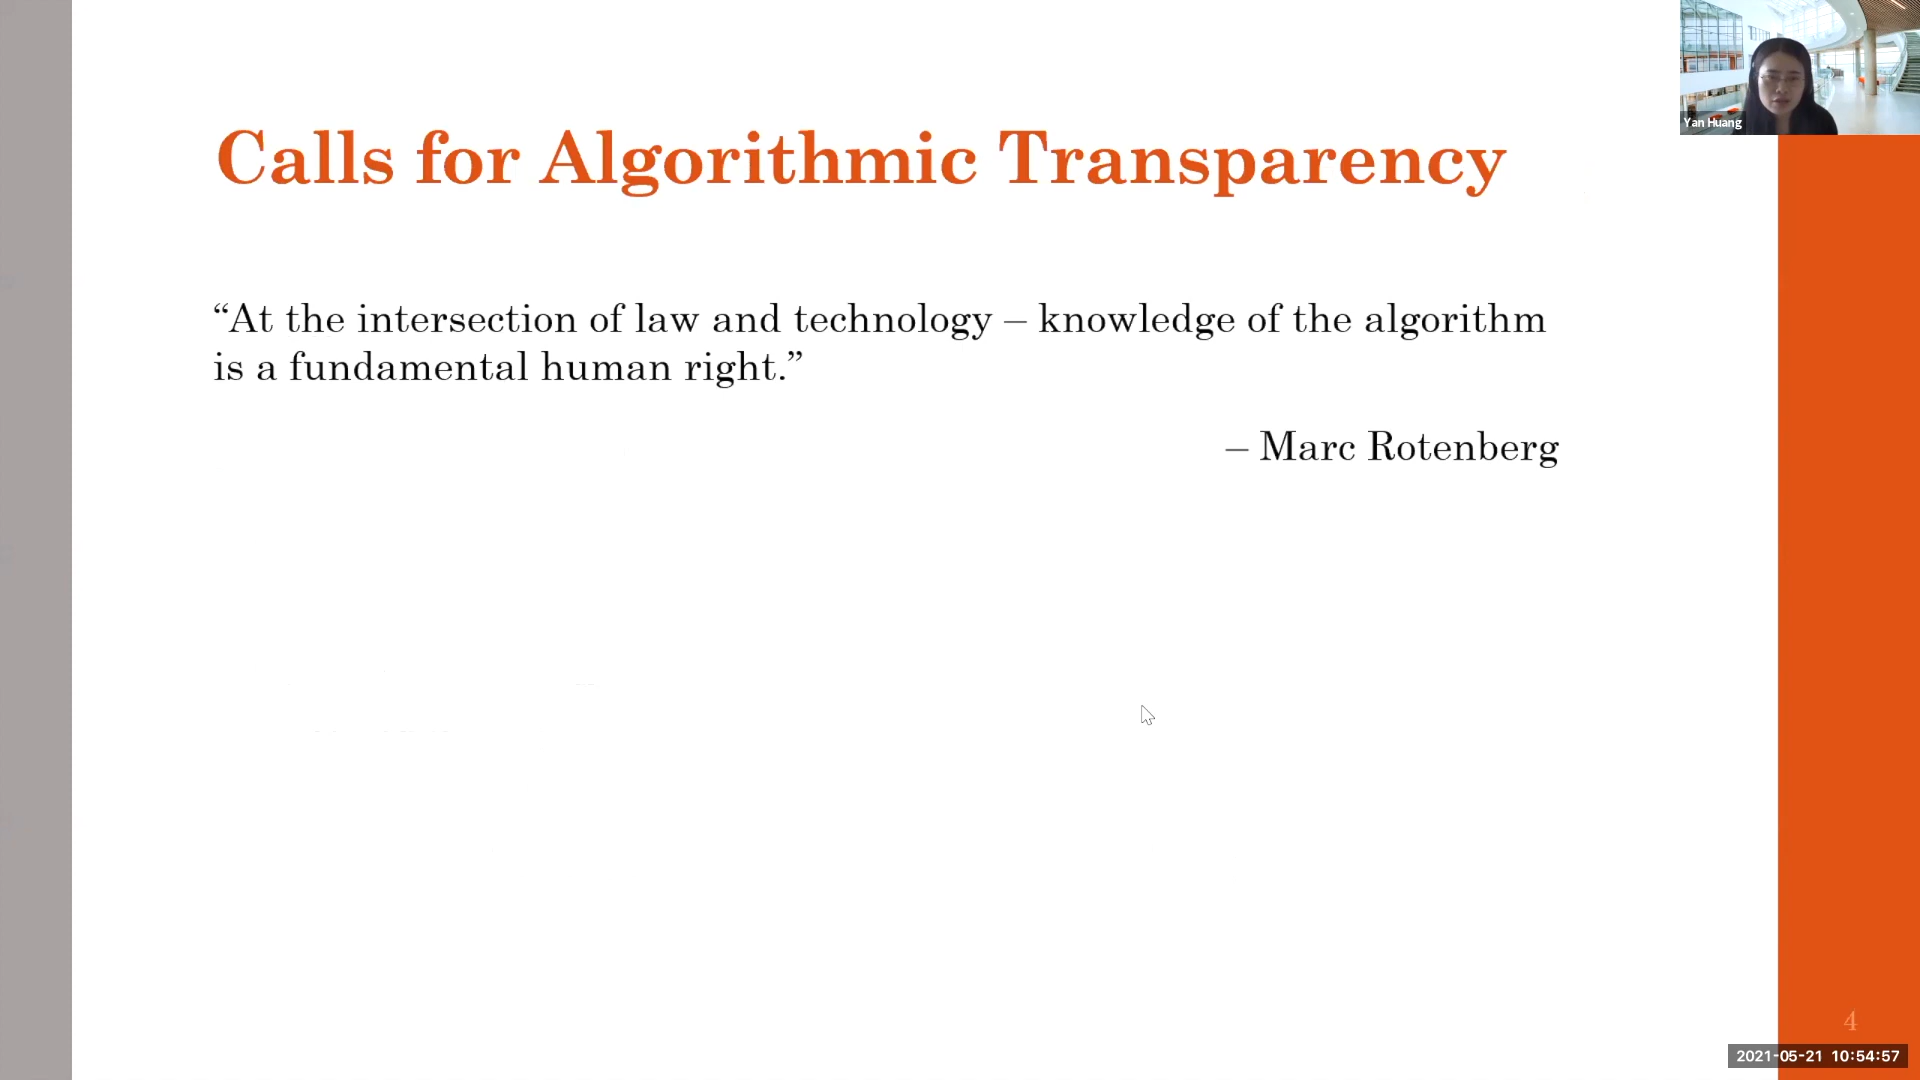 Yan Huang
Calls for Algorithmic Transparency
“At the intersection of law and technology – knowledge of the algorithm
is a fundamental human right.”
– Marc Rotenberg
4
2021-05-21 10:54:57